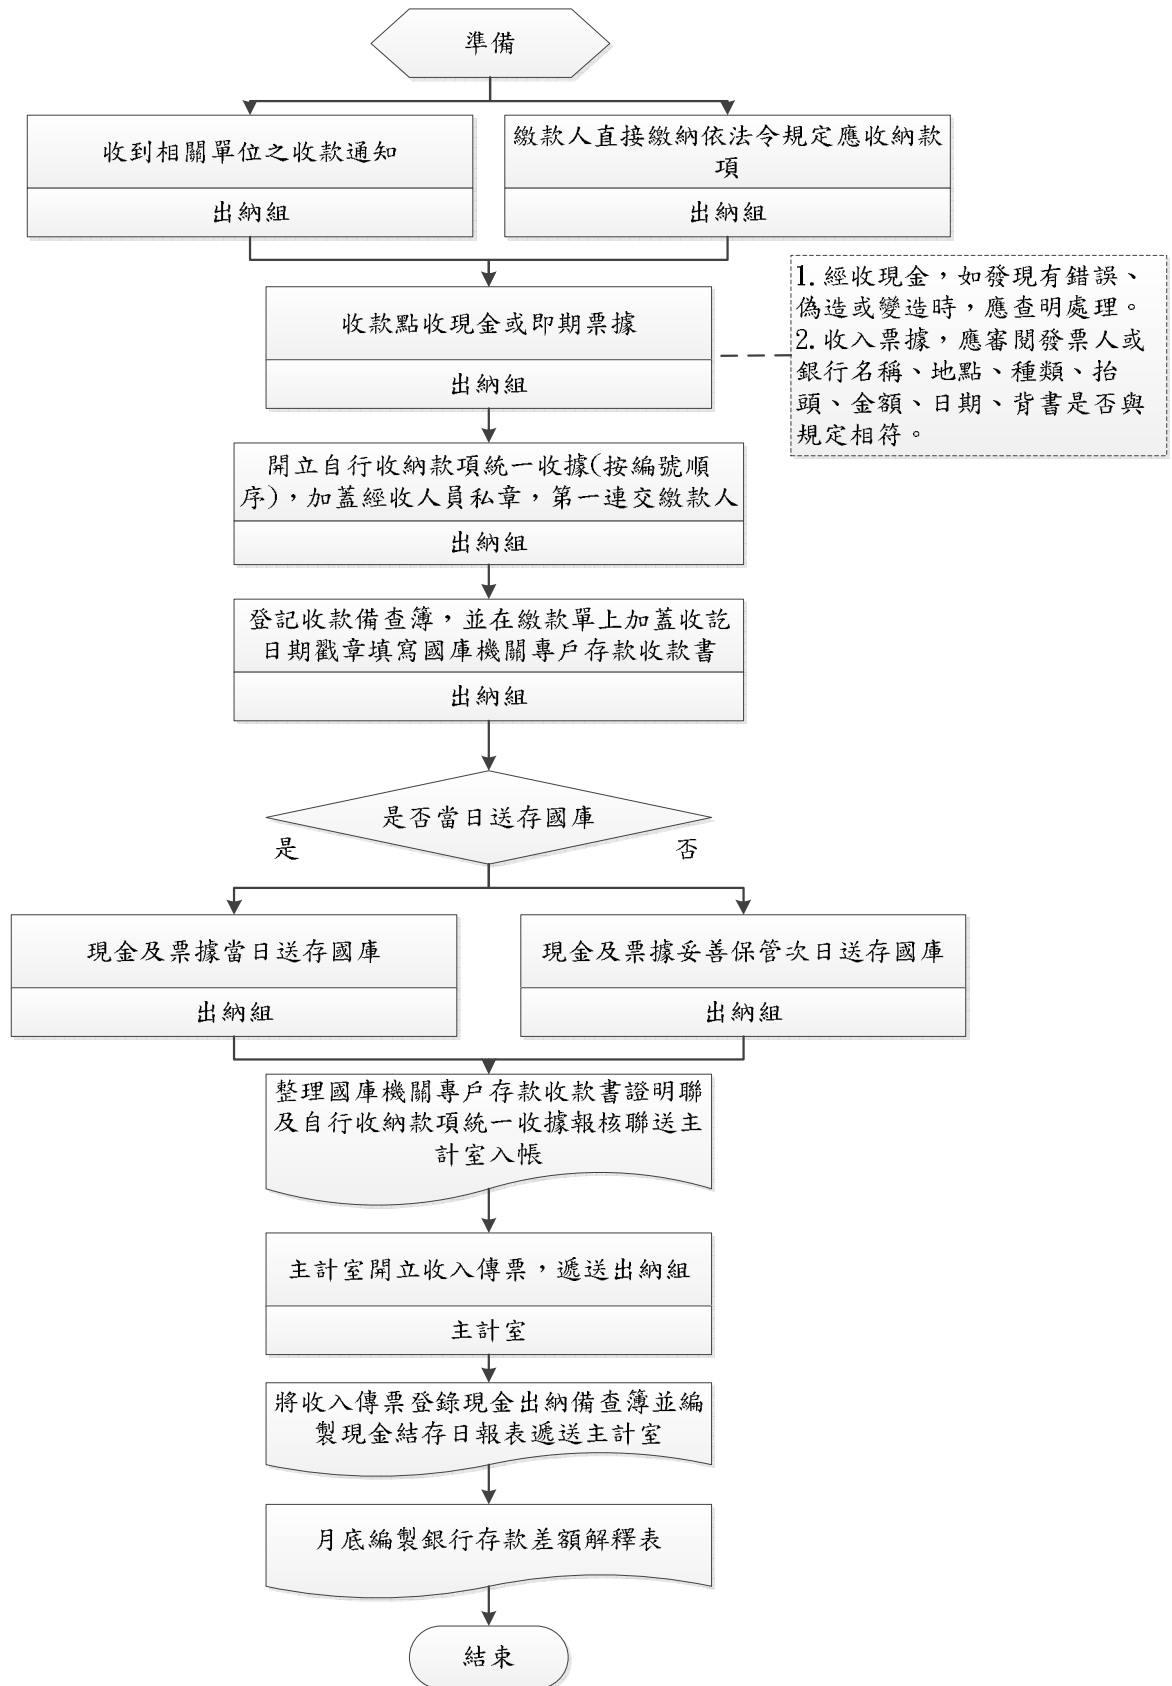 準備
收到相關單位之收款通知
出納組
繳款人直接繳納依法令規定應收納款
項
出納組
收款點收現金或即期票據
出納組
1. 經收現金，如發現有錯誤、
偽造或變造時，應查明處理。
2. 收入票據，應審閱發票人或
銀行名稱、地點、種類、抬
頭、金額、日期、背書是否與
規定相符。
開立自行收納款項統一收據(按編號順
序)，加蓋經收人員私章，第一連交繳款人
出納組
登記收款備查簿，並在繳款單上加蓋收訖
日期戳章填寫國庫機關專戶存款收款書
出納組
是否當日送存國庫
是
否
現金及票據當日送存國庫
出納組
現金及票據妥善保管次日送存國庫
出納組
整理國庫機關專戶存款收款書證明聯
及自行收納款項統一收據報核聯送主
計室入帳
主計室開立收入傳票，遞送出納組
主計室
將收入傳票登錄現金出納備查簿並編
製現金結存日報表遞送主計室
月底編製銀行存款差額解釋表
結束